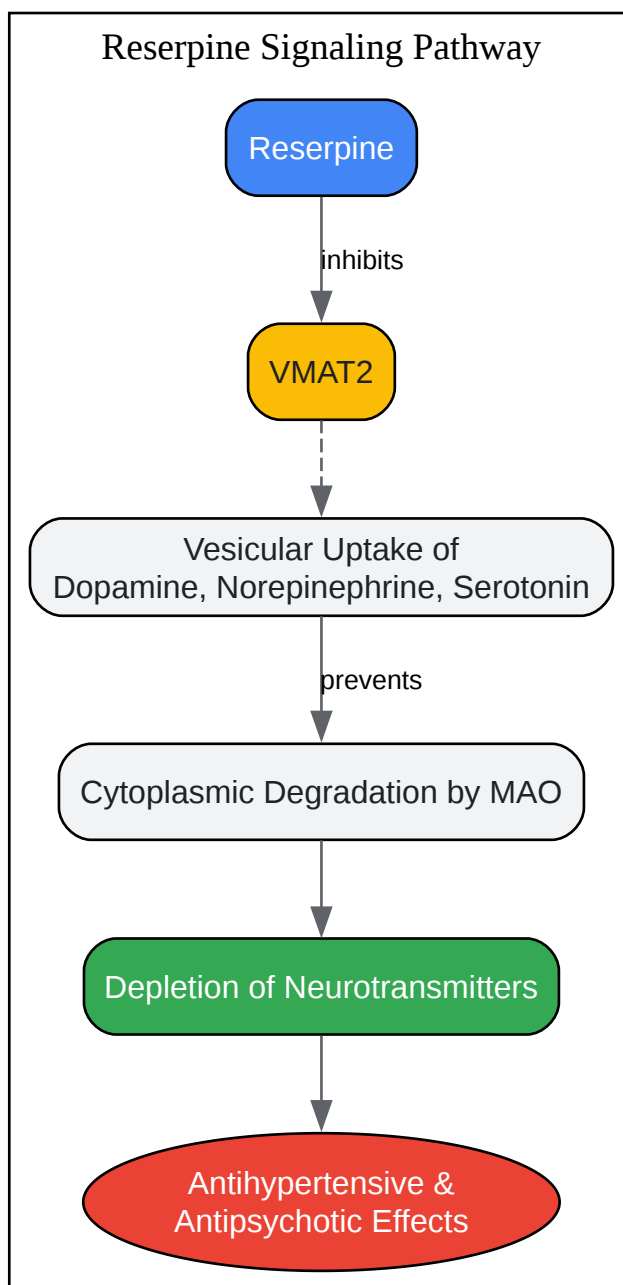 Reserpine Signaling Pathway
Reserpine
inhibits
VMAT2
Vesicular Uptake of
Dopamine, Norepinephrine, Serotonin
prevents
Cytoplasmic Degradation by MAO
Depletion of Neurotransmitters
Antihypertensive &
Antipsychotic Effects